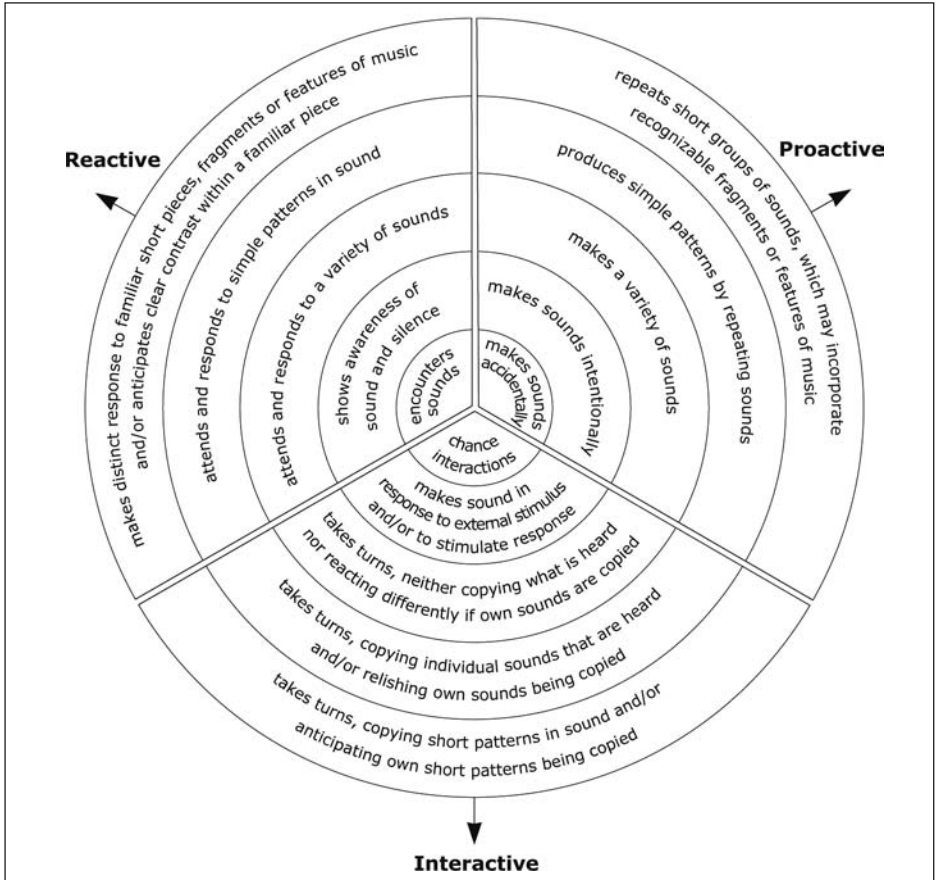 Reactive
makes distinct response to familiar short pieces, fragments or features of music
and/or anticipates clear contrast within a familiar piece
attends and responds to simple patterns in sound
attends and responds to a variety of sounds
shows awareness of
sound and silence
encounters
sounds
Proactive
repeats short groups of sounds, which may incorporate
recognizable fragments or features of music
produces simple patterns by repeating sounds
makes a variety of sounds
makes sounds intentionally
makes sounds
accidentally
chance
interactions
makes sound in
response to external stimulus
and/or to stimulate response
takes turns, neither copying what is heard
nor reacting differently if own sounds are copied
takes turns, copying individual sounds that are heard
and/or relishing own sounds being copied
takes turns, copying short patterns in sound and/or
anticipating own short patterns being copied
Interactive